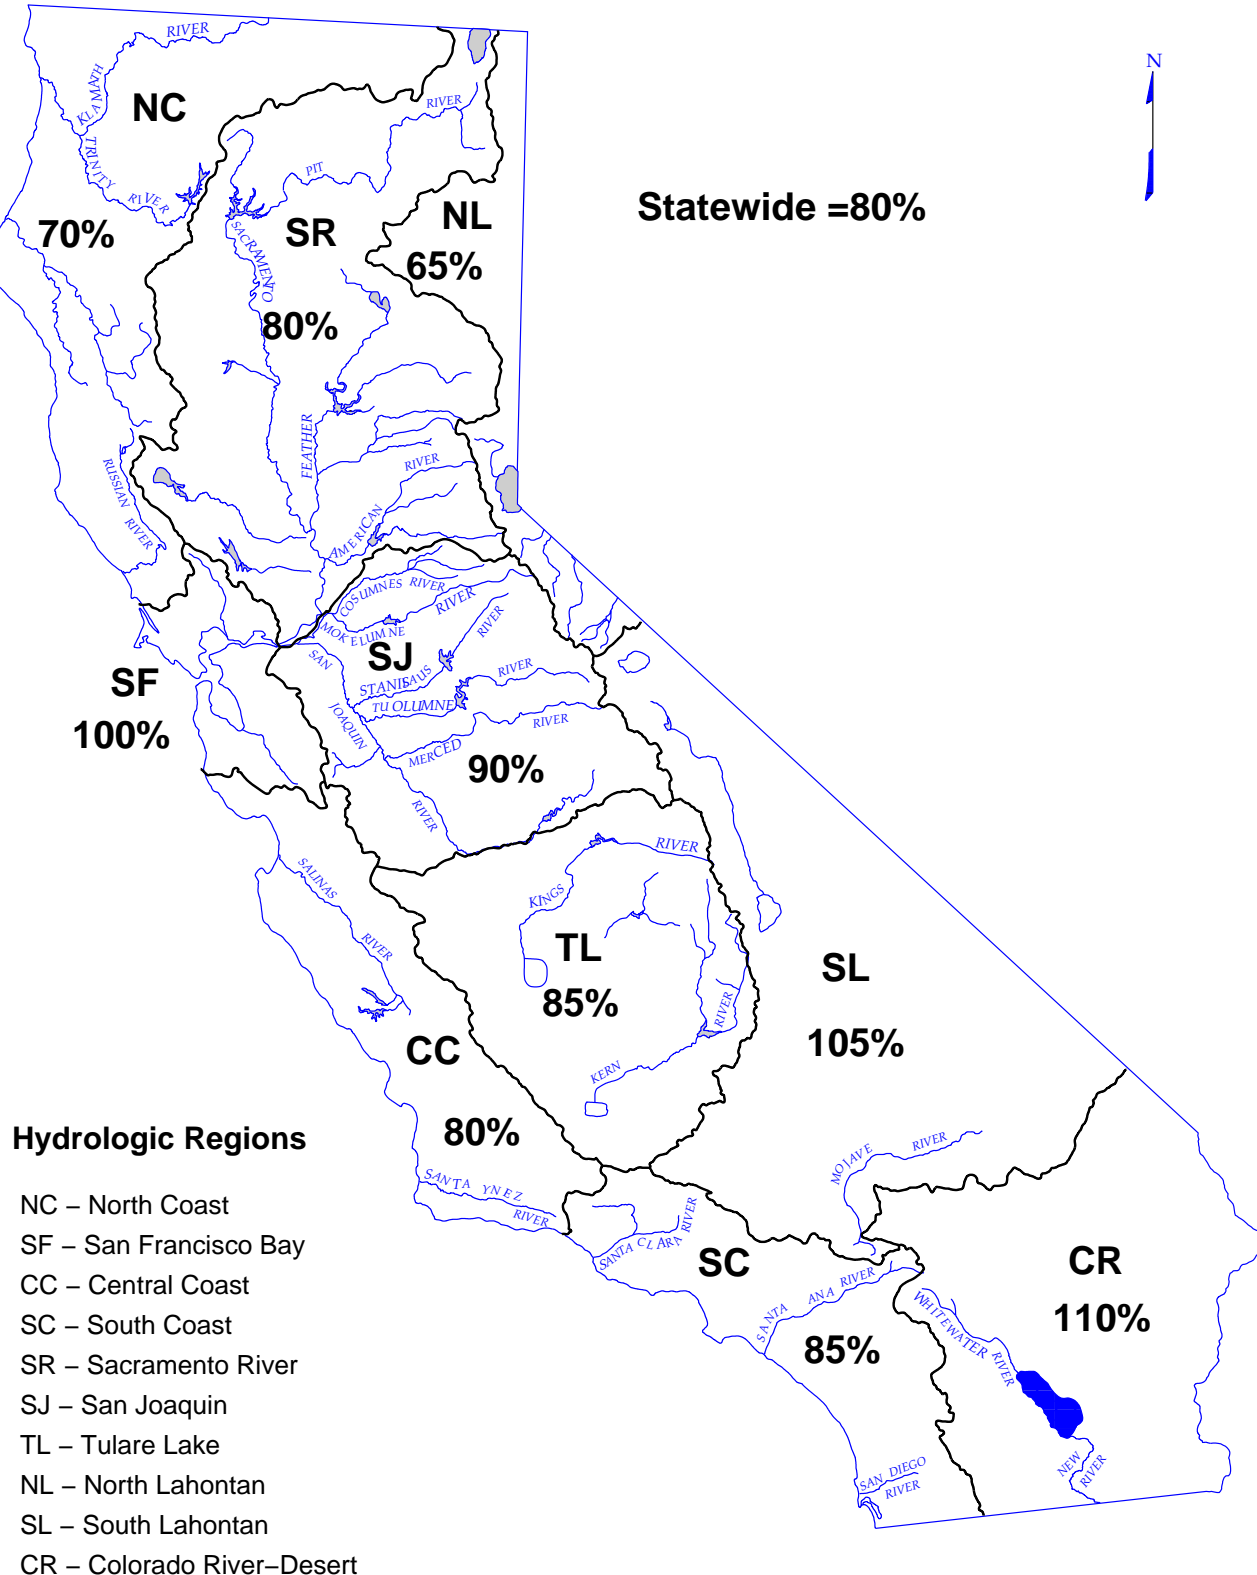 RIVER
N
KLAMATH
NC
RIVER
TRINITY
RIVER
PIT
NL
Statewide =80%
70%
SACRAMENTO
SR
65%
80%
FEATHER
RIVER
RUSSIAN RIVER
AMERICAN
COSUMNES RIVER
RIVER
MOKELUMNE
RIVER
SAN
SJ
SF
STANISAUS
RIVER
100%
JOAQUIN
TUOLUMNE
RIVER
MERCED
90%
RIVER
RIVER
SALINAS
KINGS
RIVER
TL
SL
85%
RIVER
105%
CC
KERN
80%
Hydrologic Regions
MOJAVE
RIVER
SANTA YNEZ
RIVER
NC – North Coast
SF – San Francisco Bay
CC – Central Coast
SC – South Coast
SR – Sacramento River
SJ – San Joaquin
TL – Tulare Lake
NL – North Lahontan
SL – South Lahontan
CR – Colorado River–Desert
SANTA CLARA
RIVER
SC
CR
SANTA ANA RIVER
110%
WHITEWATER
RIVER
85%
NEW
RIVER
SAN DIEGO
RIVER